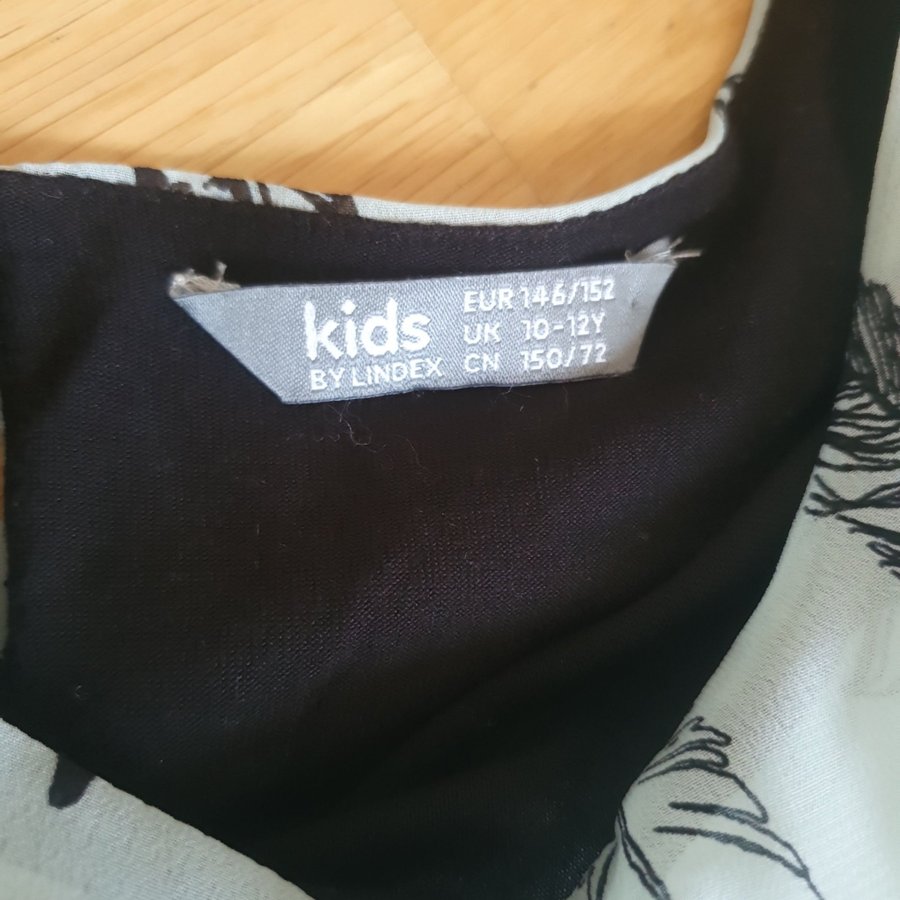 kids
BY LINDEX
EUR 146/152
UK 10-12Y
CN 150/72